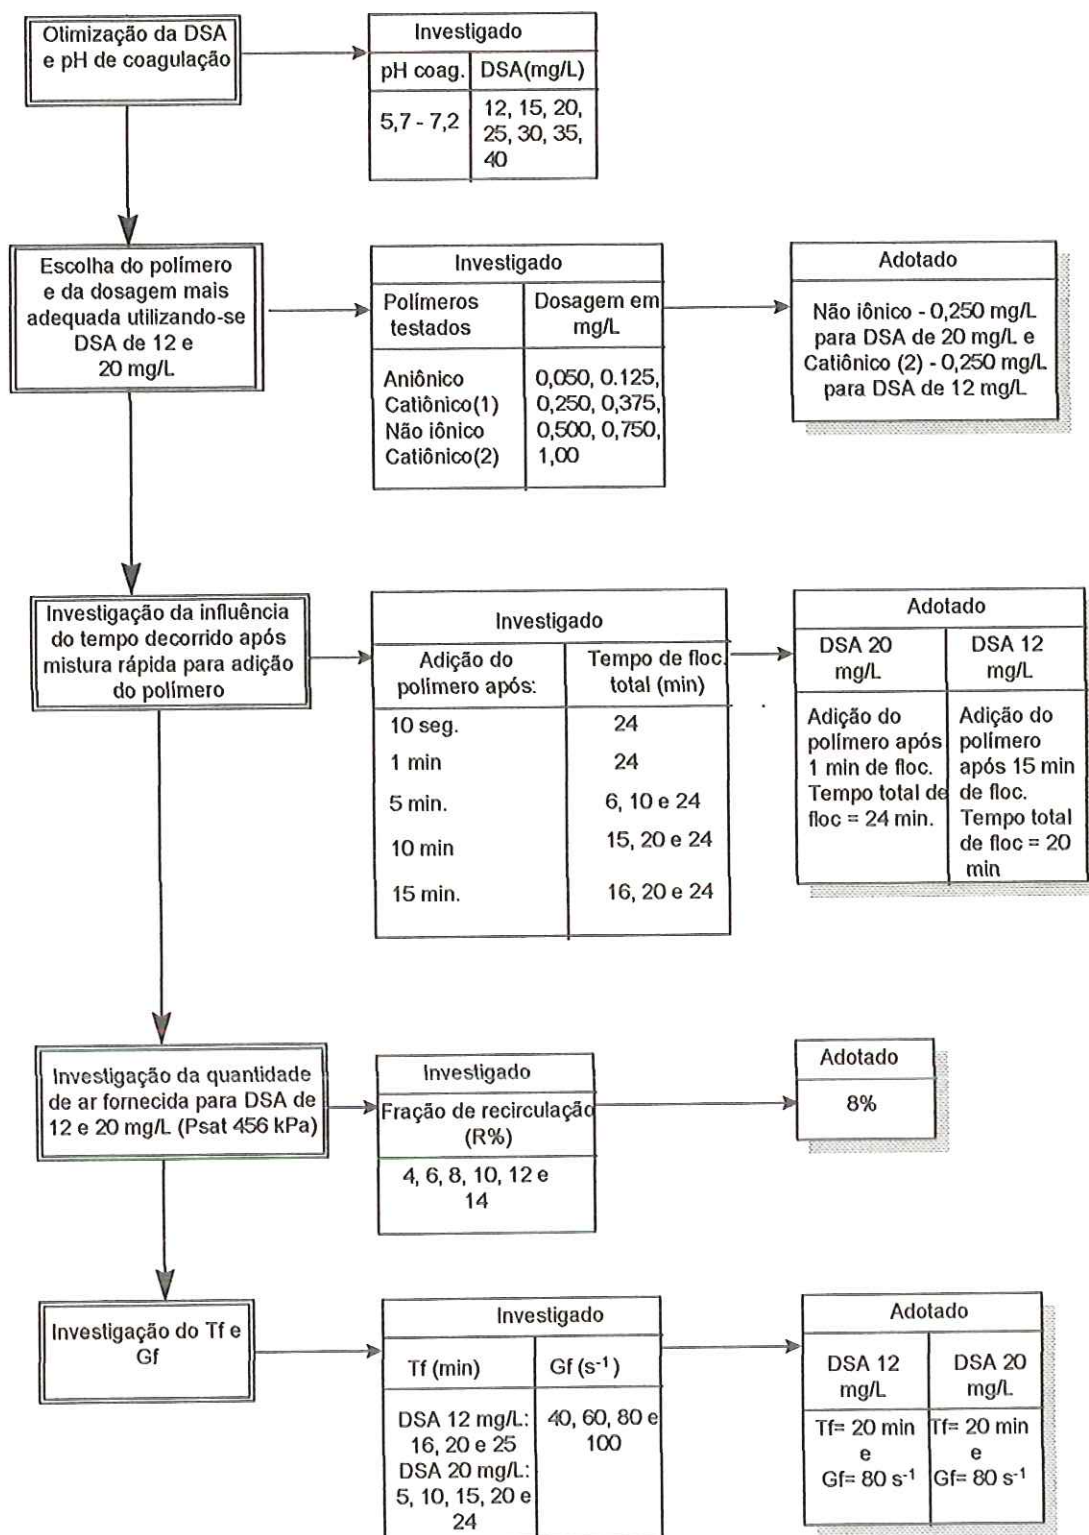 Otimização da DSA
e pH de coagulação
Investigado
pH coag. DSA(mg/L)
5,7 - 7,2
12, 15, 20,
25, 30, 35,
40
Escolha do polímero
e da dosagem mais
adequada utilizando-se
DSA de 12 e
20 mg/L
Investigado
Polímeros
testados
Dosagem em
mg/L
Aniônico
Catiônico(1)
Não iônico
Catiônico(2)
0,050, 0.125,
0,250, 0,375,
0,500, 0,750,
1,00
Adotado
Não iônico - 0,250 mg/L
para DSA de 20 mg/L e
Catiônico (2) - 0,250 mg/L
para DSA de 12 mg/L
Investigação da influência
do tempo decorrido após
mistura rápida para adição
do polímero
Investigado
Adição do
polímero após:
Tempo de floc.
total (min)
10 seg. 24
1 min 24
5 min. 6, 10 e 24
10 min 15, 20 e 24
15 min. 16, 20 e 24
Adotado
DSA 20
mg/L
DSA 12
mg/L
Adição do
polímero após
1 min de floc.
Tempo total de
floc = 24 min.
Adição do
polímero
após 15 min
de floc.
Tempo total
de floc = 20
min
Investigação da quantidade
de ar fornecida para DSA de
12 e 20 mg/L (Psat 456 kPa)
Investigado
Fração de recirculação
(R%)
4, 6, 8, 10, 12 e
14
Adotado
8%
Investigação do Tf e
Gf
Investigado
Tf (min) Gf (s⁻¹)
DSA 12 mg/L:
16, 20 e 25
DSA 20 mg/L:
5, 10, 15, 20 e
24
40, 60, 80 e
100
Adotado
DSA 12
mg/L
DSA 20
mg/L
Tf= 20 min
e
Gf= 80 s⁻¹
Tf= 20 min
e
Gf= 80 s⁻¹